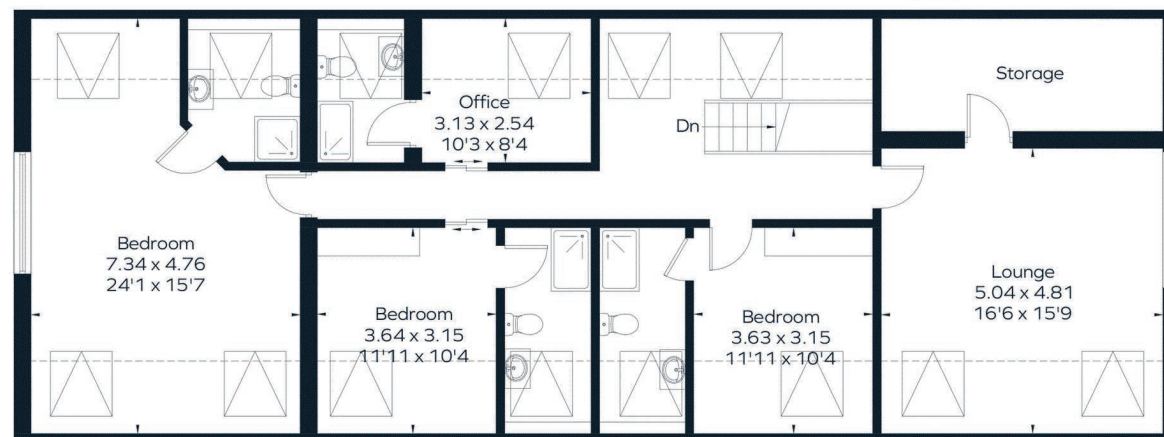 Storage
Office
3.13 x 2.54
10'3 x 8'4
Dn
Bedroom
7.34 x 4.76
24'1 x 15'7
Lounge
5.04 x 4.81
16'6 x 15'9
Bedroom
3.64 x 3.15
11'11 x 10'4
Bedroom
3.63 x 3.15
11'11 x 10'4